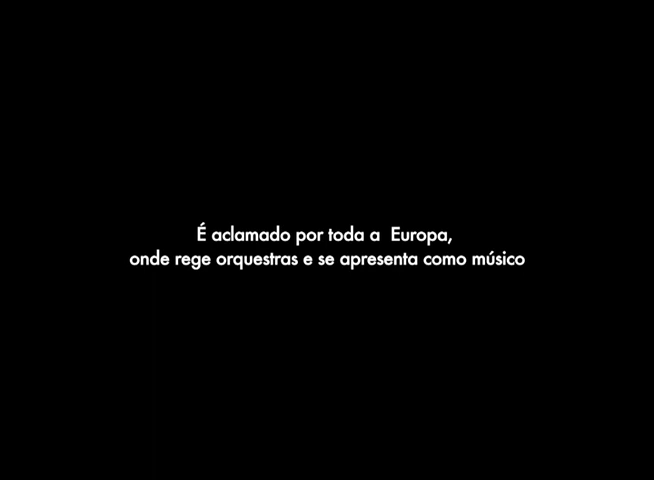 É aclamado por toda a  Europa,
onde rege orquestras e se apresenta como músico